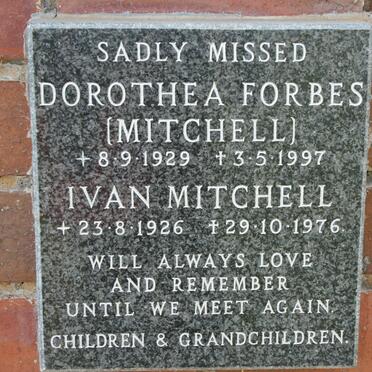 SADLY MISSED
DOROTHEA FORBES
(MITCHELL)
+8·9·1929 †3·5·1997
IVAN MITCHELL
+23·8·1926 †29·10·1976
WILL ALWAYS LOVE
AND REMEMBER
UNTIL WE MEET AGAIN.
CHILDREN & GRANDCHILDREN.